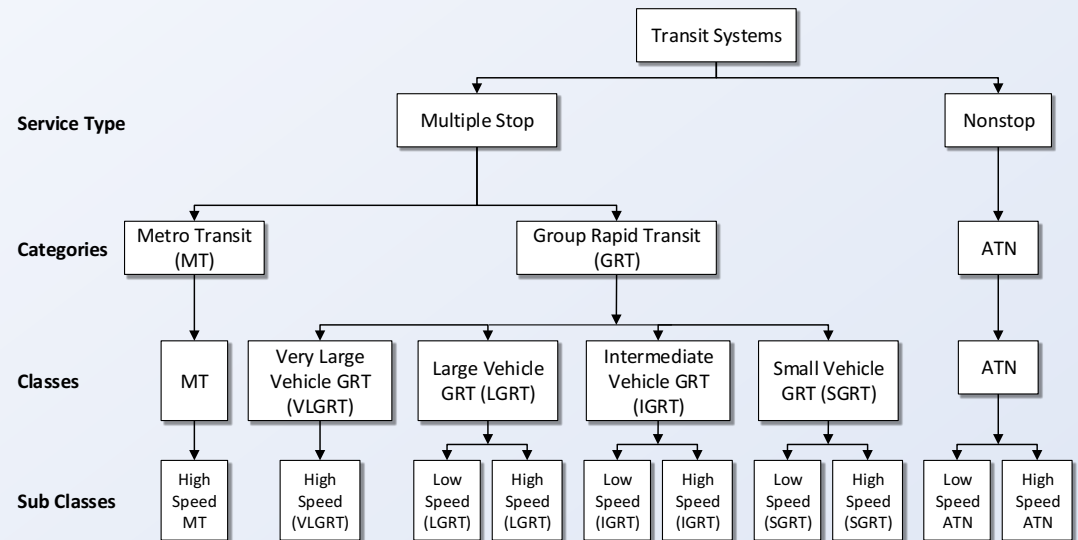 Transit Systems
Service Type
Multiple Stop
Nonstop
Categories
Metro Transit
(MT)
Group Rapid Transit
(GRT)
ATN
Classes
MT
Very Large
Vehicle GRT
(VLGRT)
Large Vehicle
GRT (LGRT)
Intermediate
Vehicle GRT
(IGRT)
Small Vehicle
GRT (SGRT)
ATN
Sub Classes
High
Speed
MT
High
Speed
(VLGRT)
Low
Speed
(LGRT)
High
Speed
(LGRT)
Low
Speed
(IGRT)
High
Speed
(IGRT)
Low
Speed
(SGRT)
High
Speed
(SGRT)
Low
Speed
ATN
High
Speed
ATN